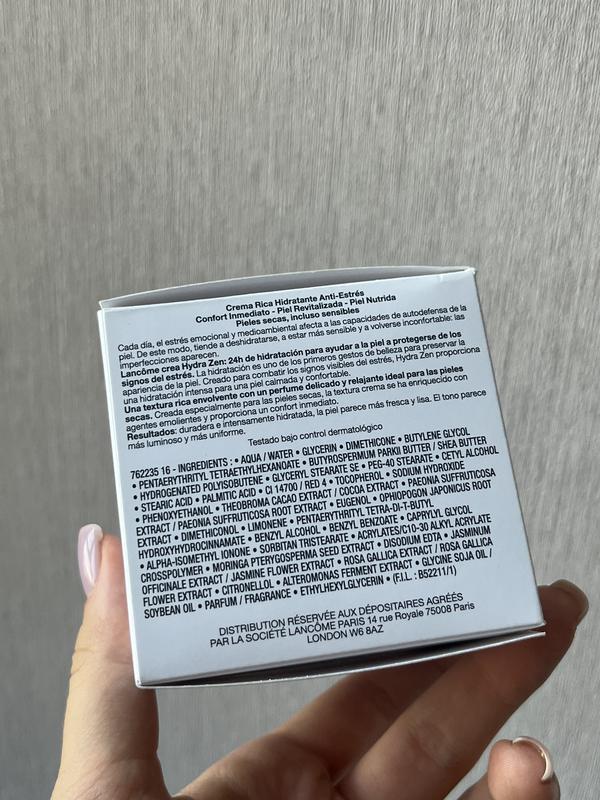 Crema Rica Hidratante Anti-Estrés
Confort Inmediato - Piel Revitalizada - Piel Nutrida
Pieles secas, incluso sensibles
Cada día, el estrés emocional y medioambiental afecta a las capacidades de autodefensa de la
piel. De este modo, tiende a deshidratarse, a estar más sensible y a volverse inconfortable: las
imperfecciones aparecen.
Lancôme crea Hydra Zen: 24h de hidratación para ayudar a la piel a protegerse de los
signos del estrés. La hidratación es uno de los primeros gestos de belleza para preservar la
apariencia de la piel. Creado para combatir los signos visibles del estrés, Hydra Zen proporciona
una hidratación intensa para una piel calmada y confortable.
Una textura rica envolvente con un perfume delicado y relajante ideal para las pieles
secas. Creada especialmente para las pieles secas, la textura crema se ha enriquecido con
agentes emolientes y proporciona un confort inmediato.
Resultados: duradera e intensamente hidratada, la piel parece más fresca y lisa. El tono parece
más luminoso y más uniforme.
Testado bajo control dermatológico
762235 16 - INGREDIENTS : • AQUA / WATER • GLYCERIN • DIMETHICONE • BUTYLENE GLYCOL
• PENTAERYTHRITYL TETRAETHYLHEXANOATE • BUTYROSPERMUM PARKII BUTTER / SHEA BUTTER
• HYDROGENATED POLYISOBUTENE • GLYCERYL STEARATE SE • PEG-40 STEARATE • CETYL ALCOHOL
• STEARIC ACID • PALMITIC ACID • CI 14700 / RED 4 • TOCOPHEROL • SODIUM HYDROXIDE
• PHENOXYETHANOL • THEOBROMA CACAO EXTRACT / COCOA EXTRACT • PAEONIA SUFFRUTICOSA
EXTRACT / PAEONIA SUFFRUTICOSA ROOT EXTRACT • EUGENOL • OPHIOPOGON JAPONICUS ROOT
EXTRACT • DIMETHICONOL • LIMONENE • PENTAERYTHRITYL TETRA-DI-T-BUTYL
HYDROXYHYDROCINNAMATE • BENZYL ALCOHOL • BENZYL BENZOATE • CAPRYLYL GLYCOL
• ALPHA-ISOMETHYL IONONE • SORBITAN TRISTEARATE • ACRYLATES/C10-30 ALKYL ACRYLATE
CROSSPOLYMER • MORINGA PTERYGOSPERMA SEED EXTRACT • DISODIUM EDTA • JASMINUM
OFFICINALE EXTRACT / JASMINE FLOWER EXTRACT • ROSA GALLICA EXTRACT / ROSA GALLICA
FLOWER EXTRACT • CITRONELLOL • ALTEROMONAS FERMENT EXTRACT • GLYCINE SOJA OIL /
SOYBEAN OIL • PARFUM / FRAGRANCE • ETHYLHEXYLGLYCERIN • (F.I.L. : B52211/1)
DISTRIBUTION RÉSERVÉE AUX DÉPOSITAIRES AGRÉÉS
PAR LA SOCIÉTÉ LANCÔME PARIS 14 rue Royale 75008 Paris
LONDON W6 8AZ